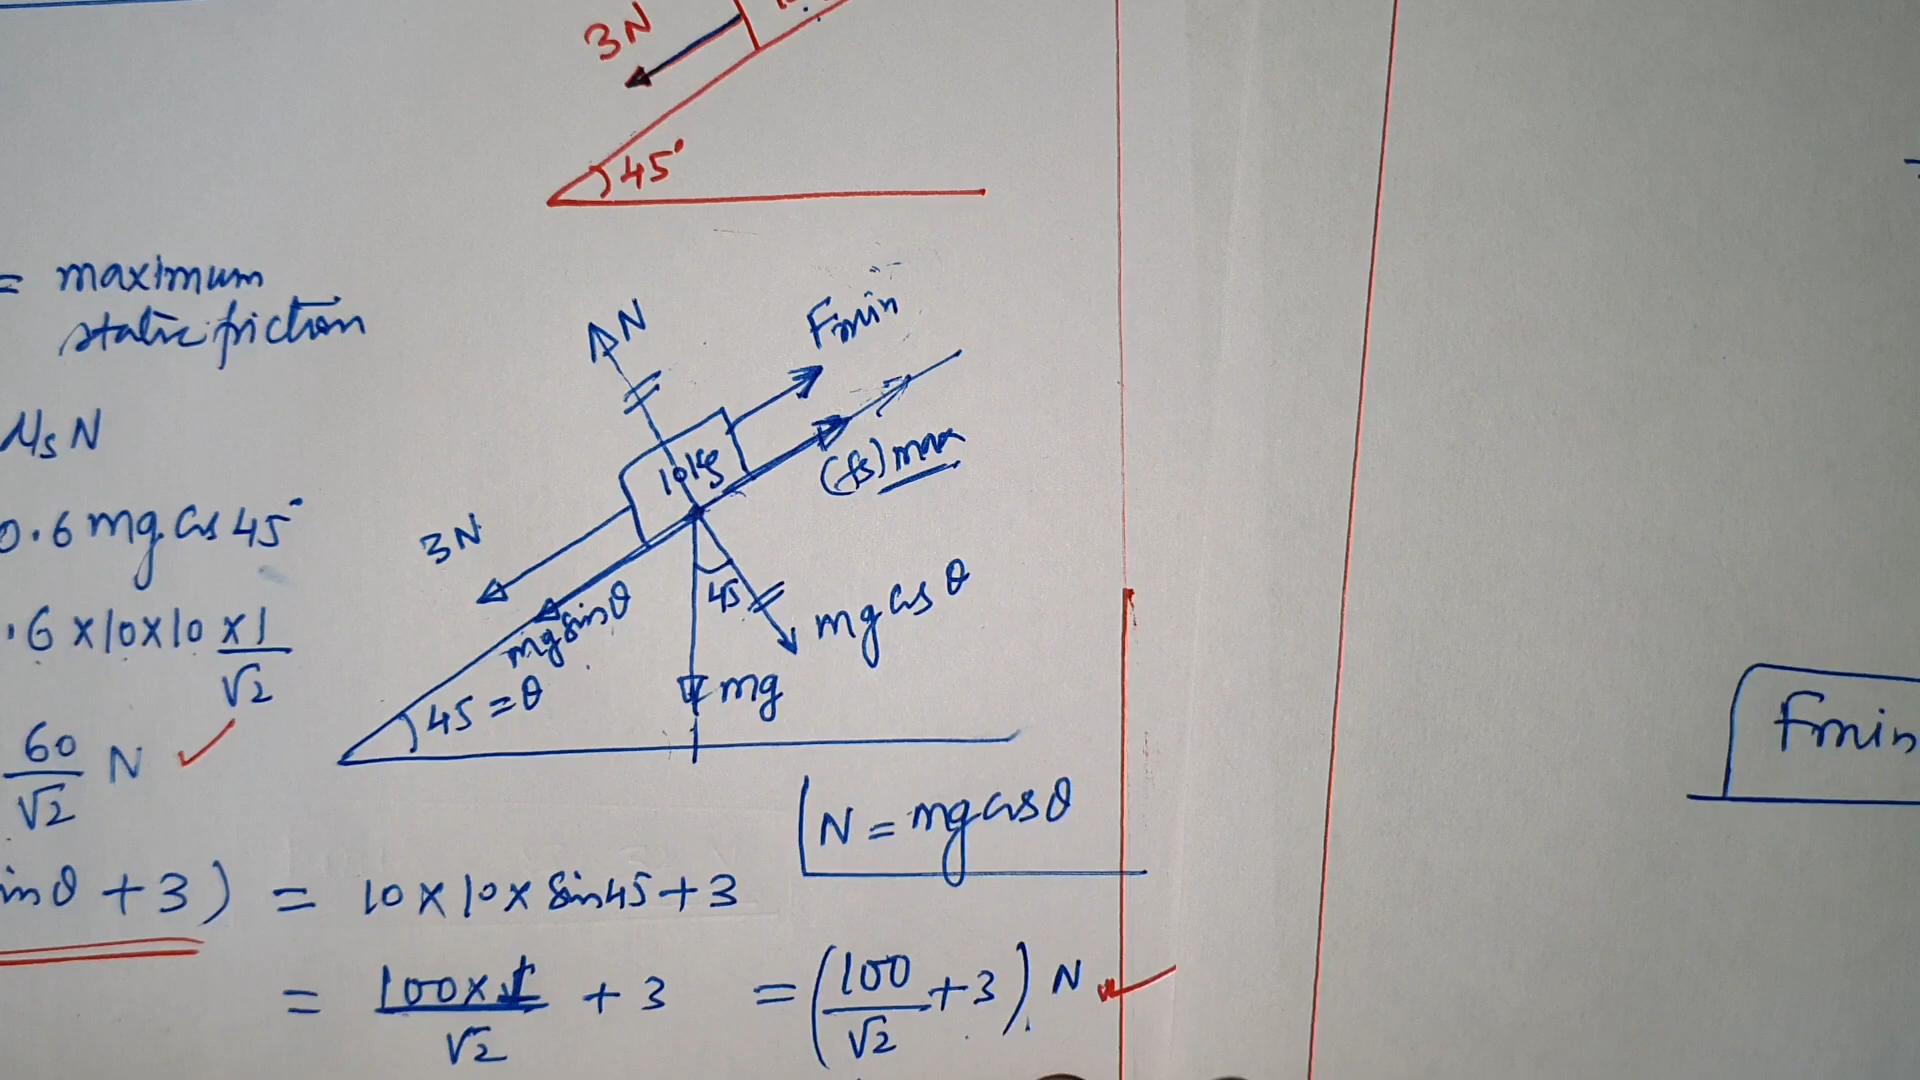 3N
45°
= maximum
static friction
μs N
0.6 mg cos 45°
.6 x 10 x 10 x 1
√2
60
√2
N ✓
N
Fmin
(fs) max
10kg
3N
mg sinθ
45
mg cosθ
45 = θ
mg
N = mg cosθ
inθ + 3) = 10 x 10 x Sin45 + 3
= 100 x 1 / √2 + 3 = (100 / √2 + 3) N ✓
Fmin